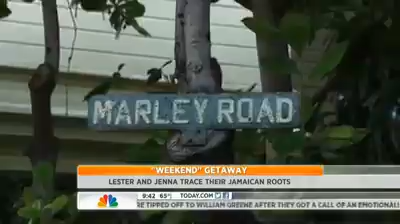 MARLEY ROAD
"WEEKEND" GETAWAY
LESTER AND JENNA TRACE THEIR JAMAICAN ROOTS
9:42 65° TODAY.COM
RE TIPPED OFF TO WILLIAM GREENE AFTER THEY GOT A CALL OF AN EMOTIONAL!